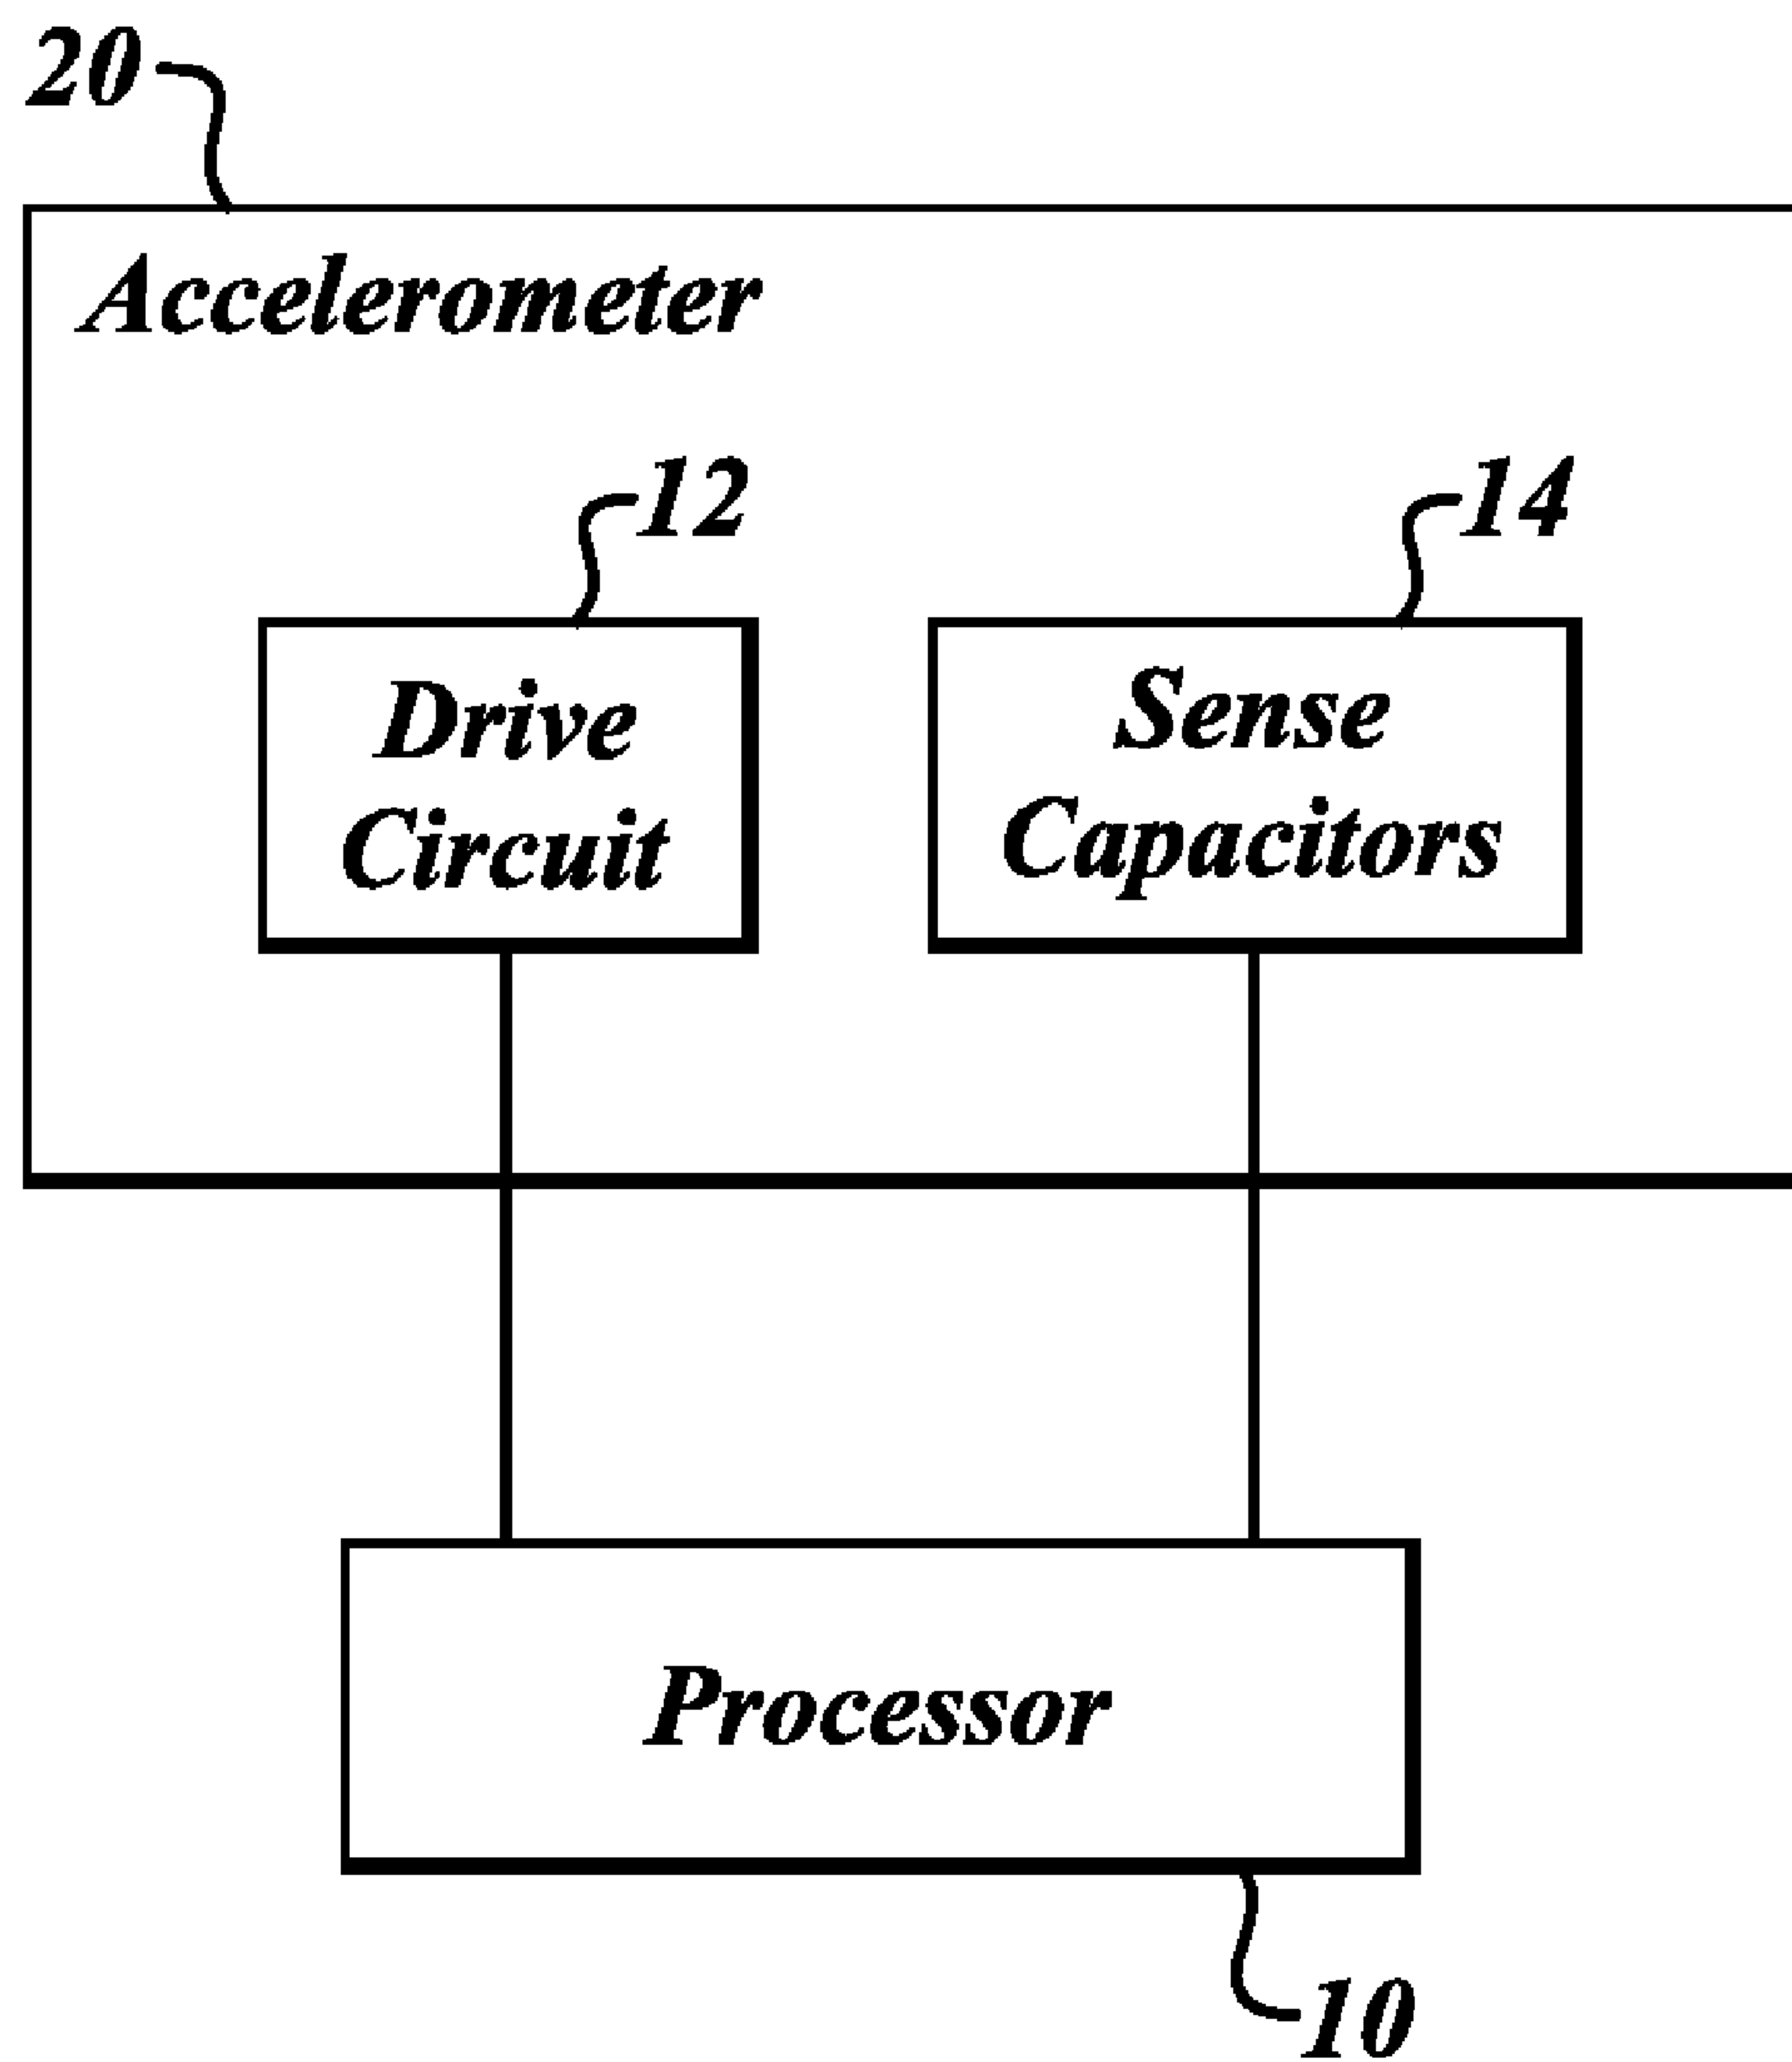 20
Accelerometer
12
14
Drive
Circuit
Sense
Capacitors
Processor
10